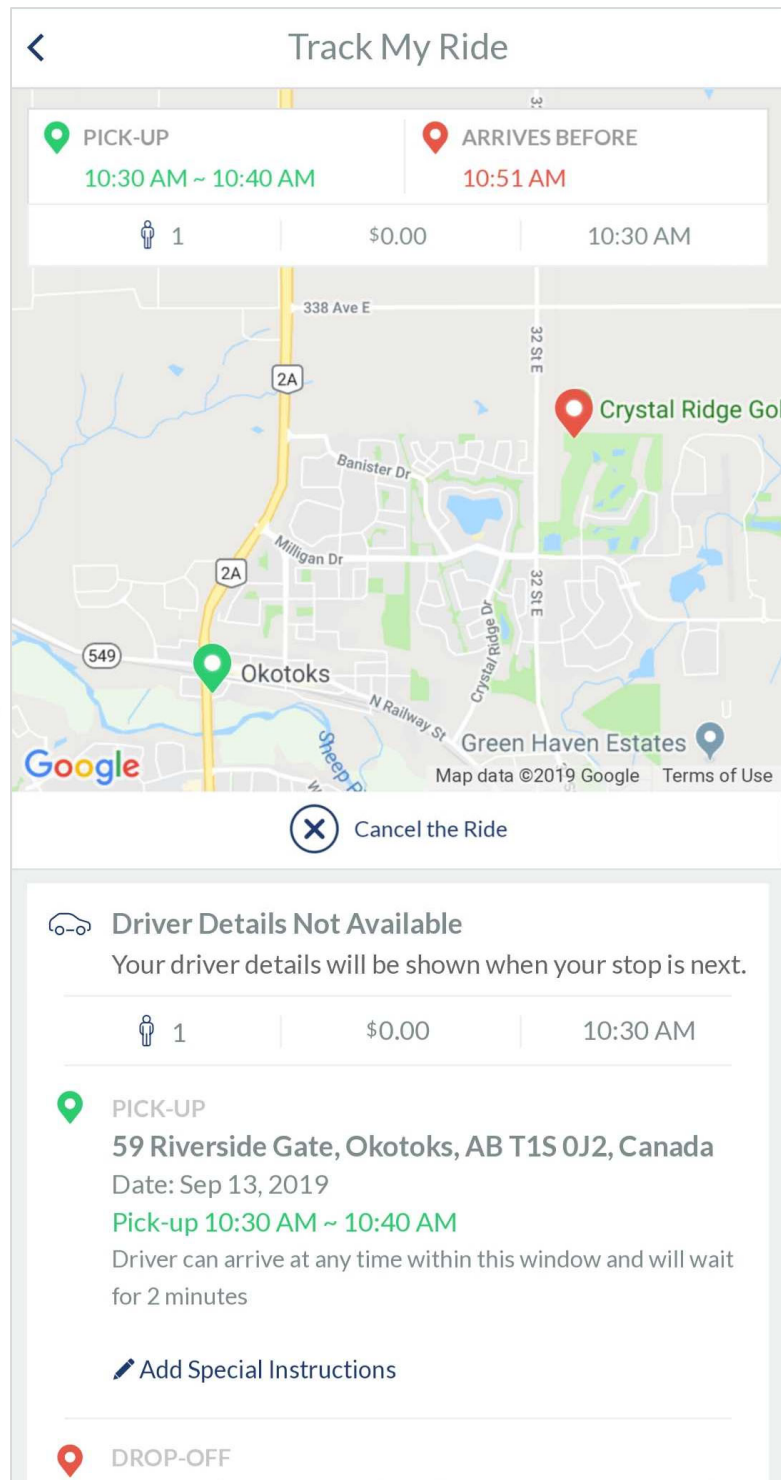 Track My Ride
PICK-UP
10:30 AM ~ 10:40 AM
ARRIVES BEFORE
10:51 AM
1
$0.00
10:30 AM
338 Ave E
32 St E
2A
Crystal Ridge Gol
Banister Dr
Milligan Dr
2A
32 St E
Crystal Ridge Dr
549
Okotoks
N Railway St
Sheep
Green Haven Estates
Google
Map data ©2019 Google
Terms of Use
Cancel the Ride
Driver Details Not Available
Your driver details will be shown when your stop is next.
1
$0.00
10:30 AM
PICK-UP
59 Riverside Gate, Okotoks, AB T1S 0J2, Canada
Date: Sep 13, 2019
Pick-up 10:30 AM ~ 10:40 AM
Driver can arrive at any time within this window and will wait
for 2 minutes
Add Special Instructions
DROP-OFF